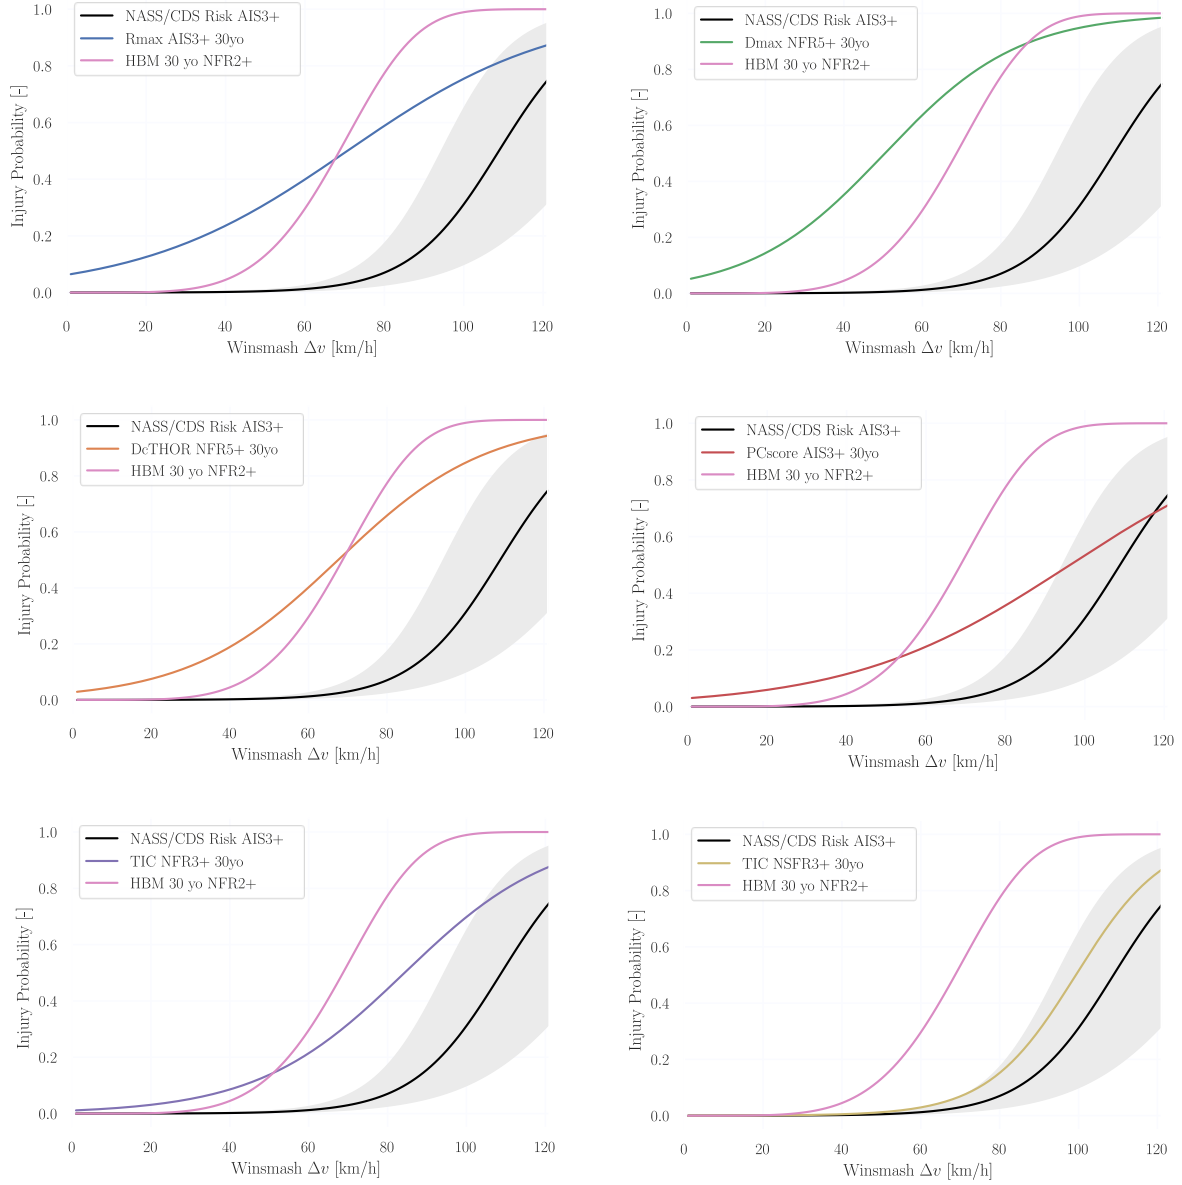 NASS/CDS Risk AIS3+
Rmax AIS3+ 30yo
HBM 30 yo NFR2+
1.0
0.8
0.6
0.4
0.2
0.0
Injury Probability [-]
0 20 40 60 80 100 120
Winsmash Δv [km/h]
NASS/CDS Risk AIS3+
Dmax NFR5+ 30yo
HBM 30 yo NFR2+
1.0
0.8
0.6
0.4
0.2
0.0
Injury Probability [-]
0 20 40 60 80 100 120
Winsmash Δv [km/h]
NASS/CDS Risk AIS3+
DcTHOR NFR5+ 30yo
HBM 30 yo NFR2+
1.0
0.8
0.6
0.4
0.2
0.0
Injury Probability [-]
0 20 40 60 80 100 120
Winsmash Δv [km/h]
NASS/CDS Risk AIS3+
PCscore AIS3+ 30yo
HBM 30 yo NFR2+
1.0
0.8
0.6
0.4
0.2
0.0
Injury Probability [-]
0 20 40 60 80 100 120
Winsmash Δv [km/h]
NASS/CDS Risk AIS3+
TIC NFR3+ 30yo
HBM 30 yo NFR2+
1.0
0.8
0.6
0.4
0.2
0.0
Injury Probability [-]
0 20 40 60 80 100 120
Winsmash Δv [km/h]
NASS/CDS Risk AIS3+
TIC NSFR3+ 30yo
HBM 30 yo NFR2+
1.0
0.8
0.6
0.4
0.2
0.0
Injury Probability [-]
0 20 40 60 80 100 120
Winsmash Δv [km/h]